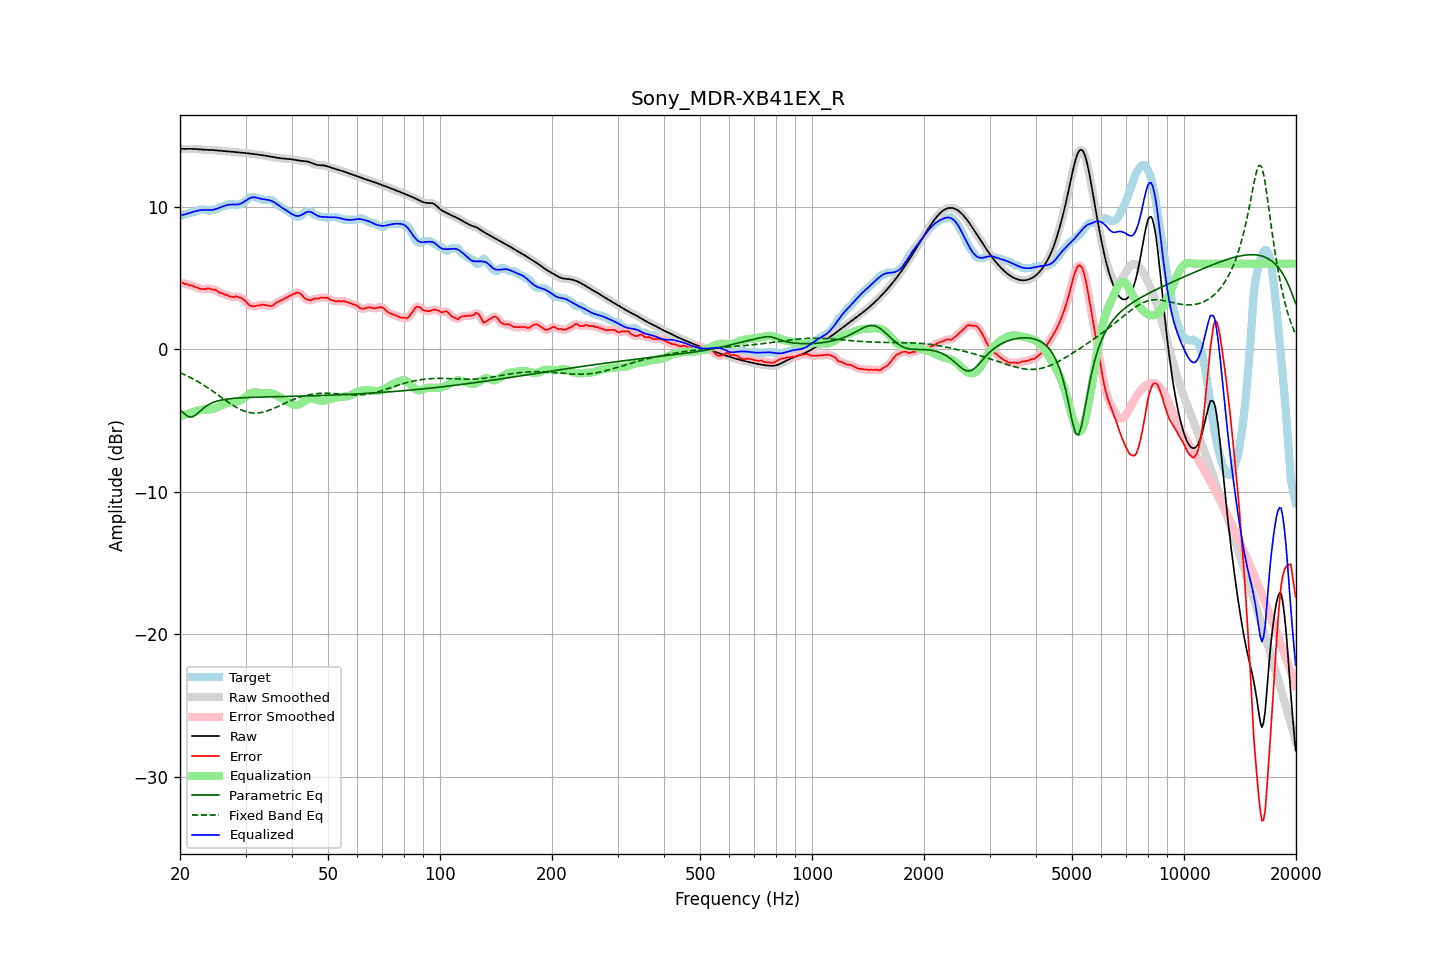 Sony_MDR-XB41EX_R
Amplitude (dBr)
10
0
−10
−20
−30
Target
Raw Smoothed
Error Smoothed
Raw
Error
Equalization
Parametric Eq
Fixed Band Eq
Equalized
20
50
100
200
500
1000
2000
5000
10000
20000
Frequency (Hz)